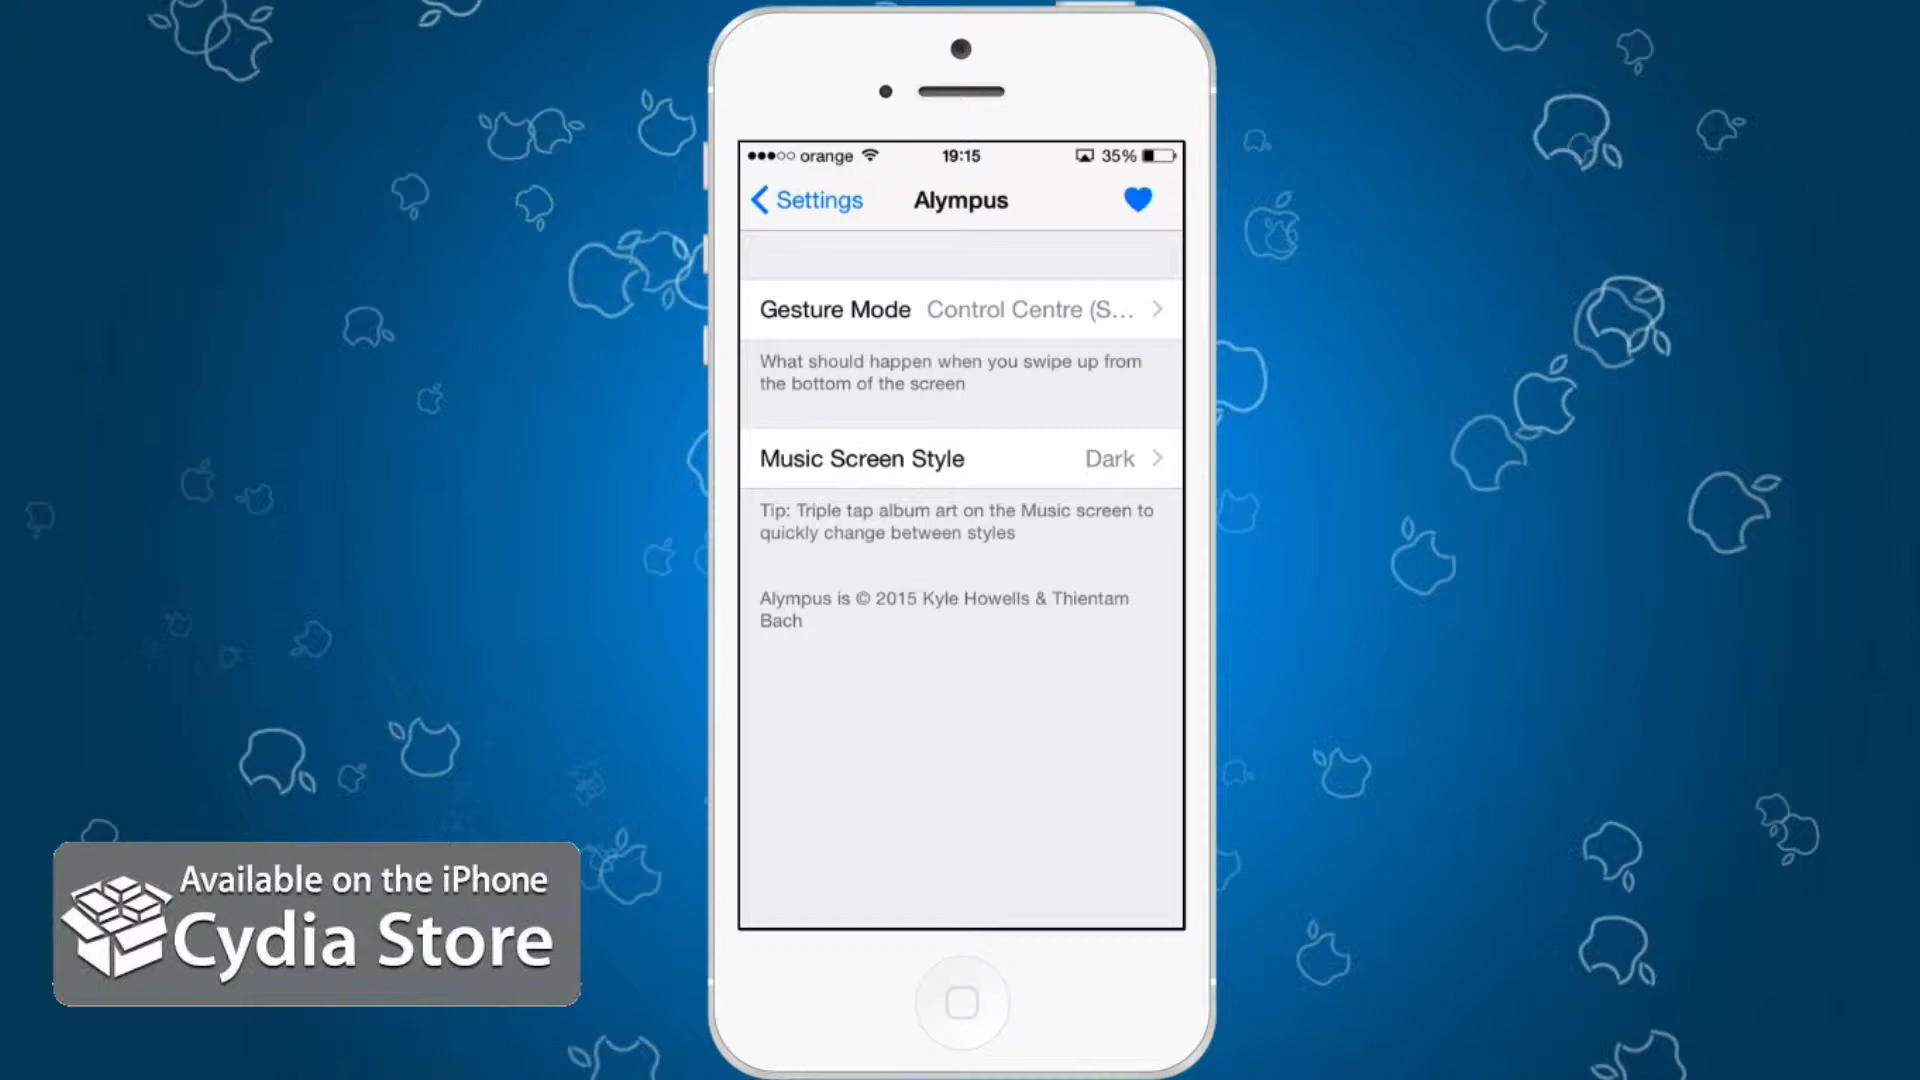 orange 19:15 35%
Settings Alympus
Gesture Mode Control Centre (S...
What should happen when you swipe up from
the bottom of the screen
Music Screen Style Dark
Tip: Triple tap album art on the Music screen to
quickly change between styles
Alympus is © 2015 Kyle Howells & Thientam
Bach
Available on the iPhone
Cydia Store